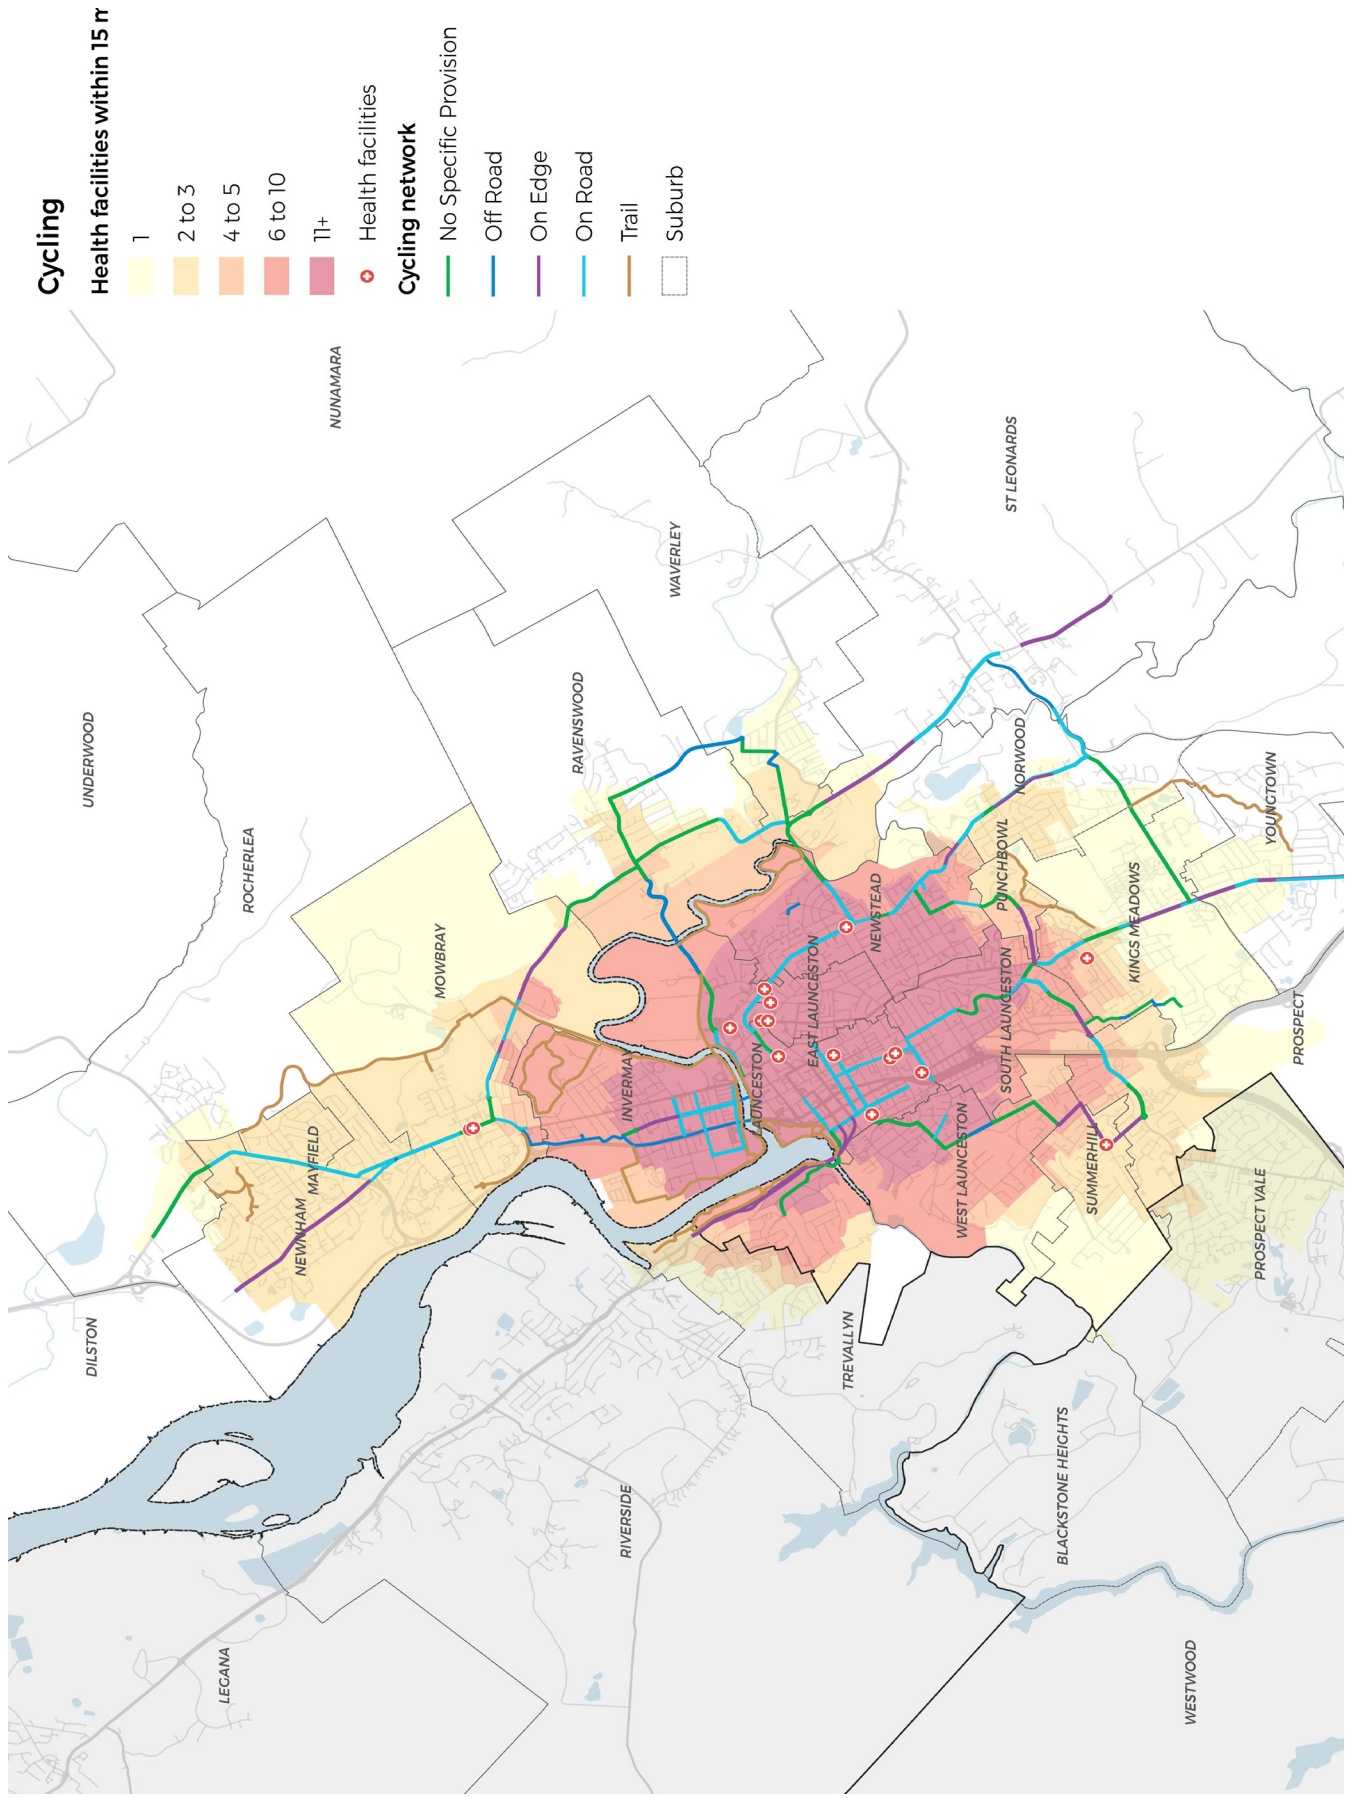 Cycling
Health facilities within 15 m
1
2 to 3
4 to 5
6 to 10
11+
Health facilities
Cycling network
No Specific Provision
Off Road
On Edge
On Road
Trail
Suburb
LEGANA
DILSTON
UNDERWOOD
ROCHERLEA
NUNAMARA
NEWNHAM
MAYFIELD
MOWBRAY
RAVENSWOOD
WAVERLEY
RIVERSIDE
INVERMAY
LAUNCESTON
EAST LAUNCESTON
NEWSTEAD
TREVALLYN
WEST LAUNCESTON
SOUTH LAUNCESTON
PUNCHBOWL
NORWOOD
ST LEONARDS
BLACKSTONE HEIGHTS
SUMMERHILL
KINGS MEADOWS
WESTWOOD
PROSPECT VALE
PROSPECT
YOUNGTOWN